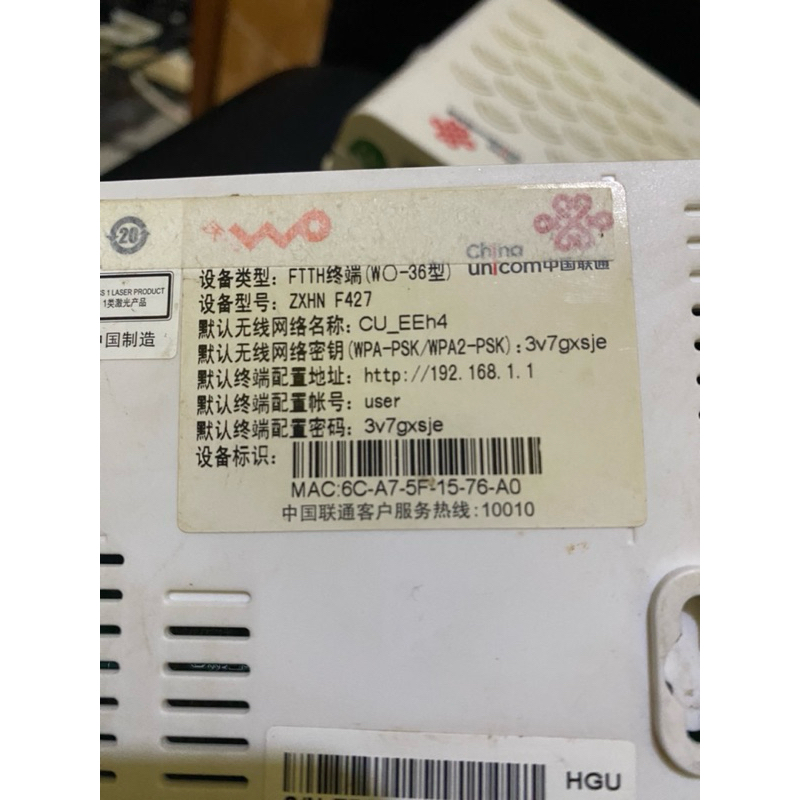 20
WO
China
unicom中国联通
设备类型: FTTH终端(WO-36型)
设备型号: ZXHN F427
默认无线网络名称: CU_EEh4
默认无线网络密钥(WPA-PSK/WPA2-PSK): 3v7gxsje
默认终端配置地址: http://192.168.1.1
默认终端配置帐号: user
默认终端配置密码: 3v7gxsje
设备标识:
MAC:6C-A7-5F-15-76-A0
中国联通客户服务热线:10010
S 1 LASER PRODUCT
1类激光产品
中国制造
HGU